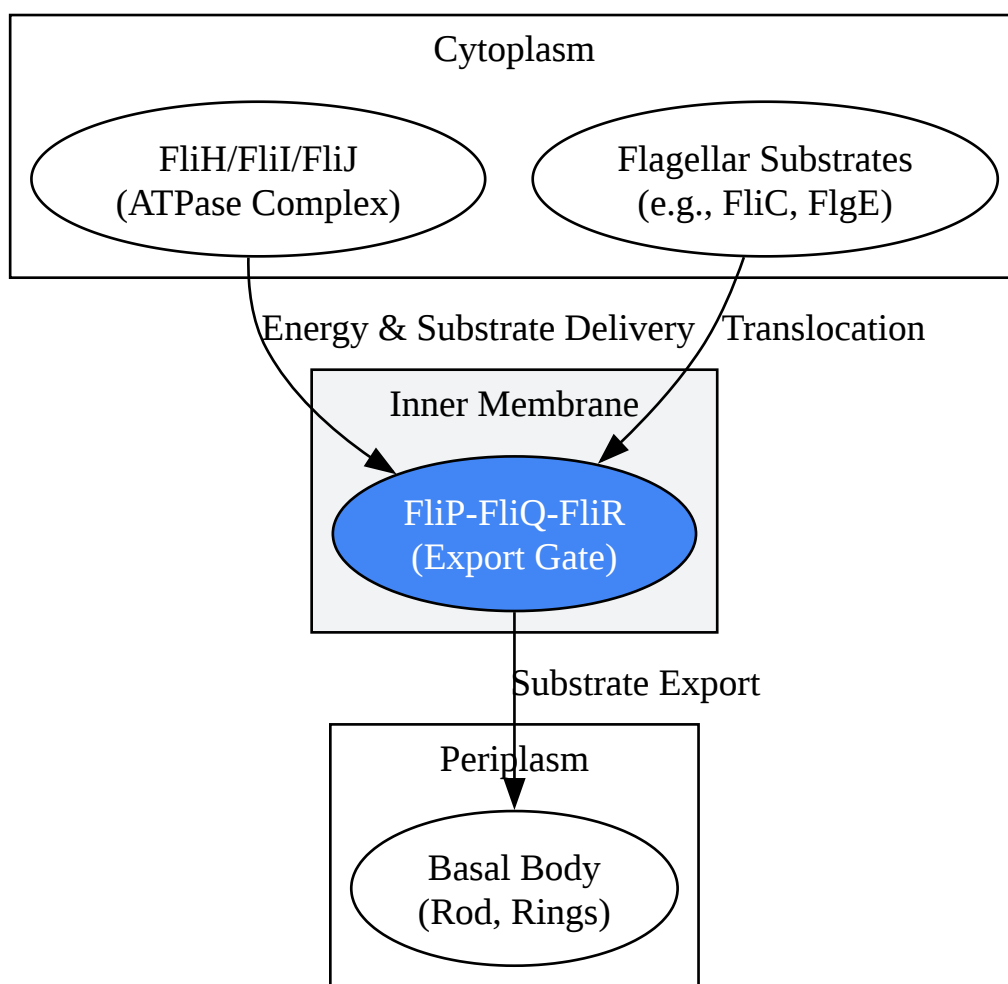 Cytoplasm
FliH/FliI/FliJ
(ATPase Complex)
Flagellar Substrates
(e.g., FliC, FlgE)
Energy & Substrate Delivery
Translocation
Inner Membrane
FliP-FliQ-FliR
(Export Gate)
Substrate Export
Periplasm
Basal Body
(Rod, Rings)